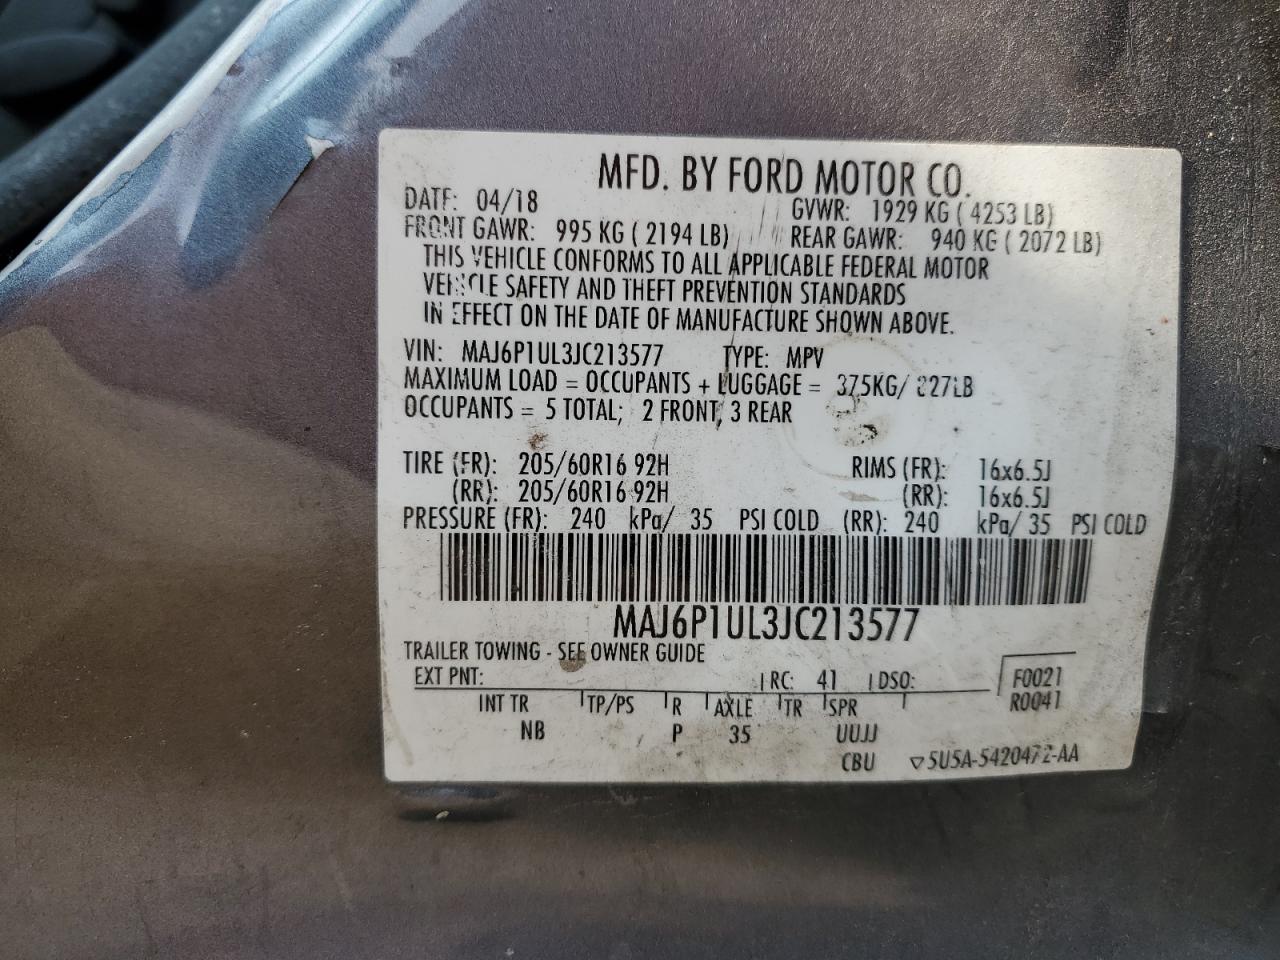 MFD. BY FORD MOTOR CO.
DATE: 04/18 GVWR: 1929 KG ( 4253 LB)
FRONT GAWR: 995 KG ( 2194 LB) REAR GAWR: 940 KG ( 2072 LB)
THIS VEHICLE CONFORMS TO ALL APPLICABLE FEDERAL MOTOR
VEHICLE SAFETY AND THEFT PREVENTION STANDARDS
IN EFFECT ON THE DATE OF MANUFACTURE SHOWN ABOVE.
VIN: MAJ6P1UL3JC213577 TYPE: MPV
MAXIMUM LOAD = OCCUPANTS + LUGGAGE = 375KG/ 827LB
OCCUPANTS = 5 TOTAL; 2 FRONT, 3 REAR
TIRE (FR): 205/60R16 92H RIMS (FR): 16x6.5J
(RR): 205/60R16 92H (RR): 16x6.5J
PRESSURE (FR): 240 kPa/ 35 PSI COLD (RR): 240 kPa/ 35 PSI COLD
MAJ6P1UL3JC213577
TRAILER TOWING - SEE OWNER GUIDE
EXT PNT: RC: 41 DSO: F0021
R0041
INT TR TP/PS R AXLE TR SPR
NB P 35 UUJJ
CBU ▽5U5A-5420472-AA